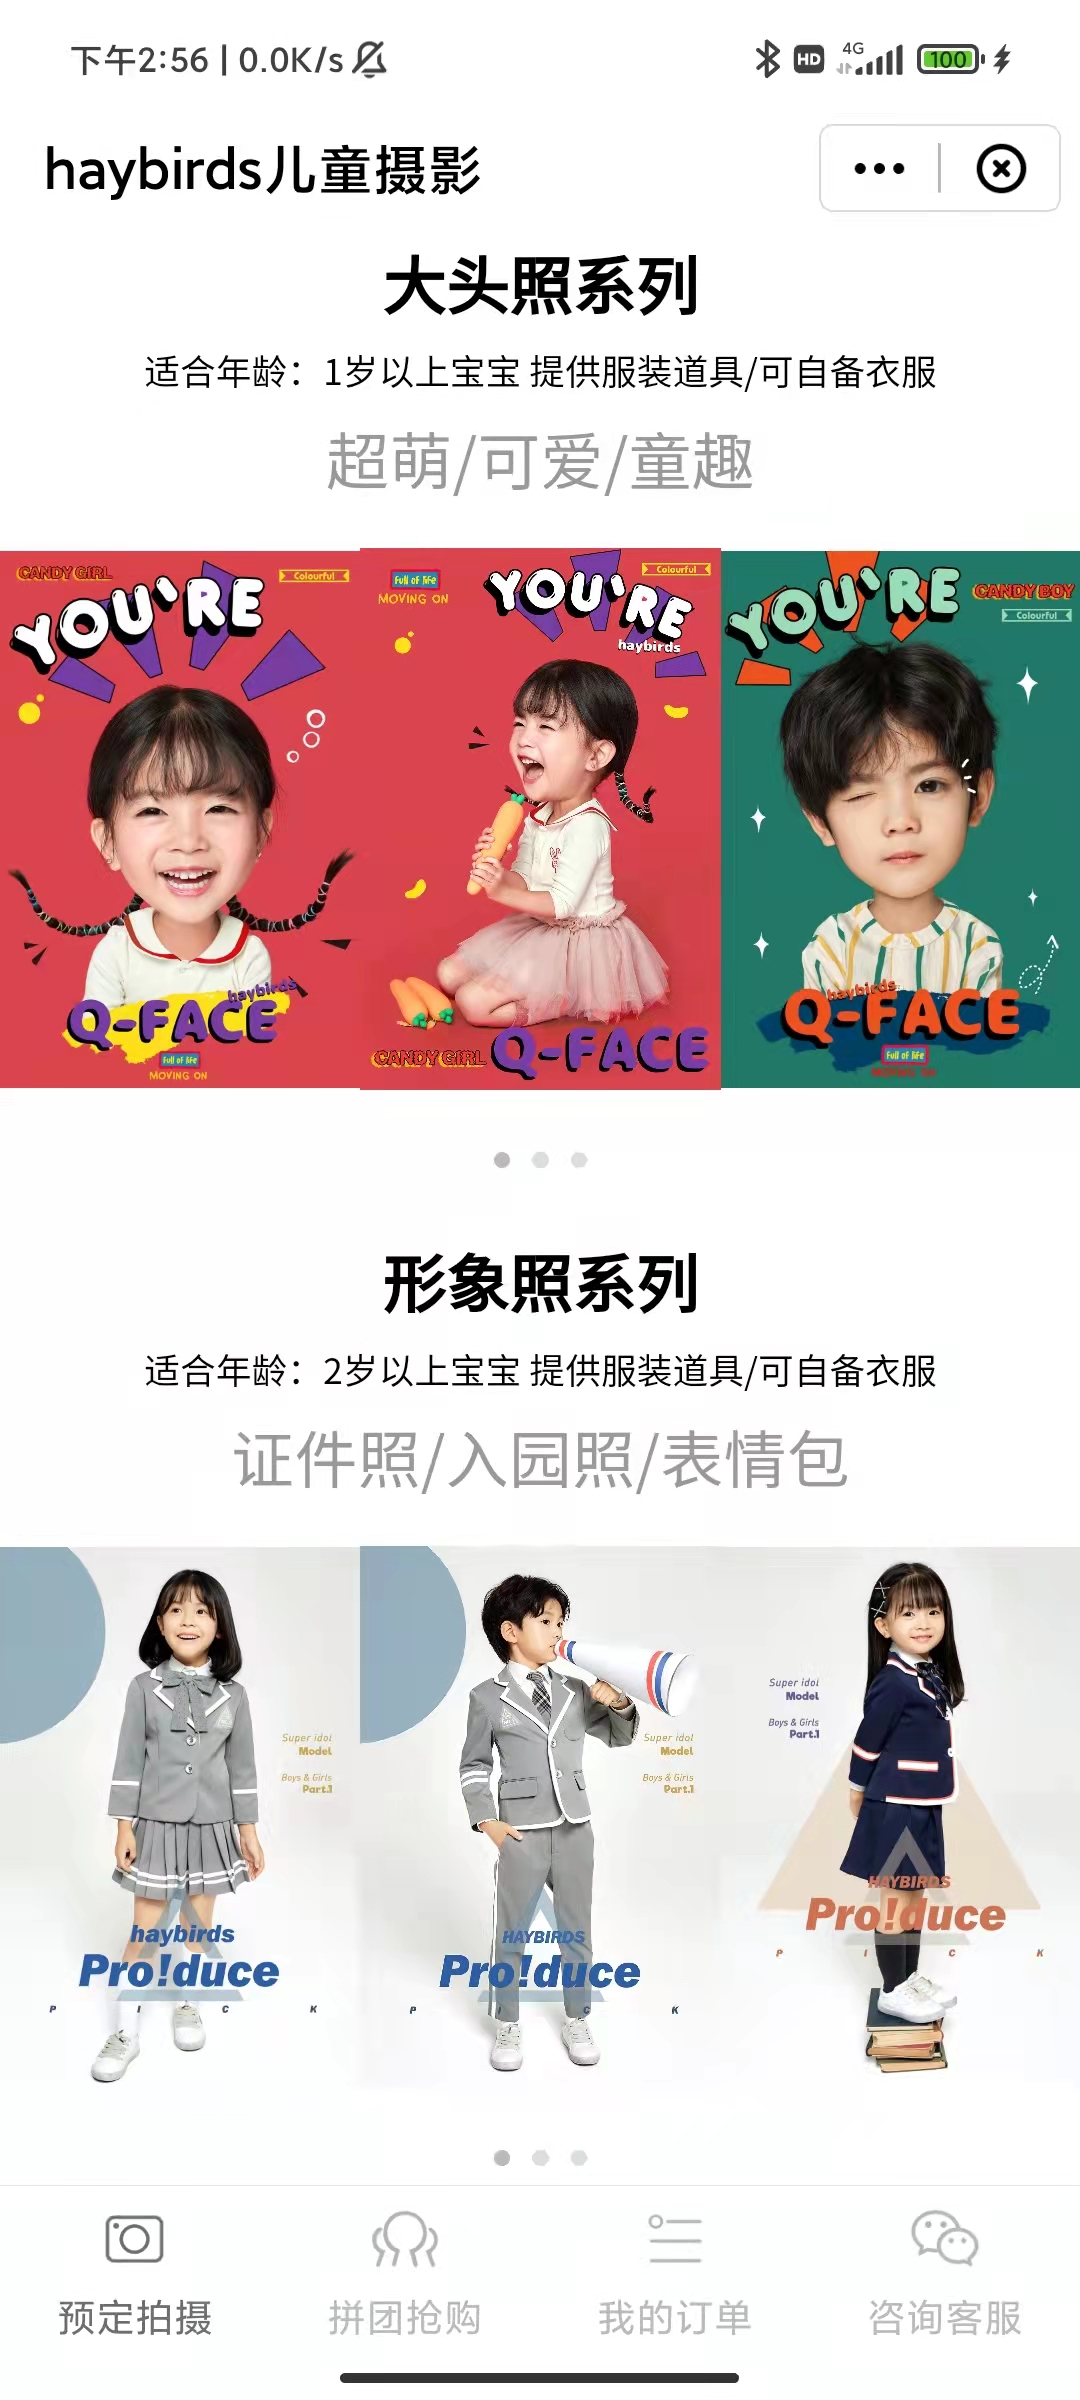 下午2:56 | 0.0K/s
HD
4G
100
haybirds儿童摄影
大头照系列
适合年龄：1岁以上宝宝 提供服装道具/可自备衣服
超萌/可爱/童趣
CANDY GIRL
Colourful
YOU'RE
haybirds
Q-FACE
Full of life
MOVING ON
Full of life
MOVING ON
Colourful
YOU'RE
haybirds
CANDY GIRL
Q-FACE
YOU'RE
CANDY BOY
Colourful
haybirds
Q-FACE
Full of life
MOVING ON
形象照系列
适合年龄：2岁以上宝宝 提供服装道具/可自备衣服
证件照/入园照/表情包
Super idol
Model
Boys & Girls
Part.1
haybirds
Pro!duce
P I C K
Super idol
Model
Boys & Girls
Part.1
HAYBIRDS
Pro!duce
P I C K
Super idol
Model
Boys & Girls
Part.1
HAYBIRDS
Pro!duce
P I C K
预定拍摄
拼团抢购
我的订单
咨询客服